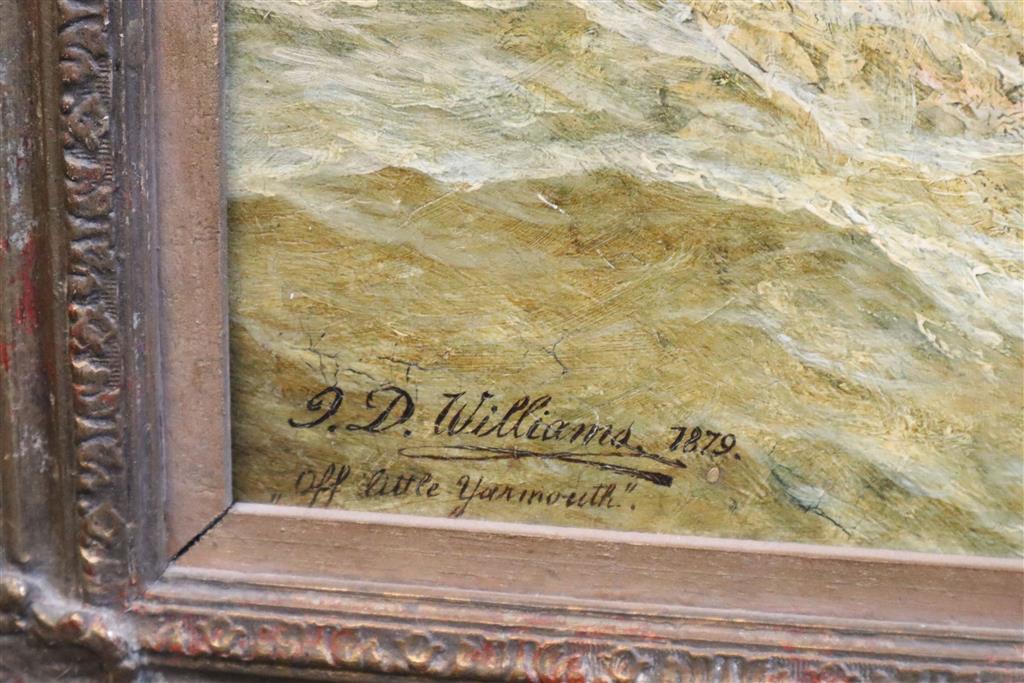 J. D. Williams. 1879.
„Off little Yarmouth".